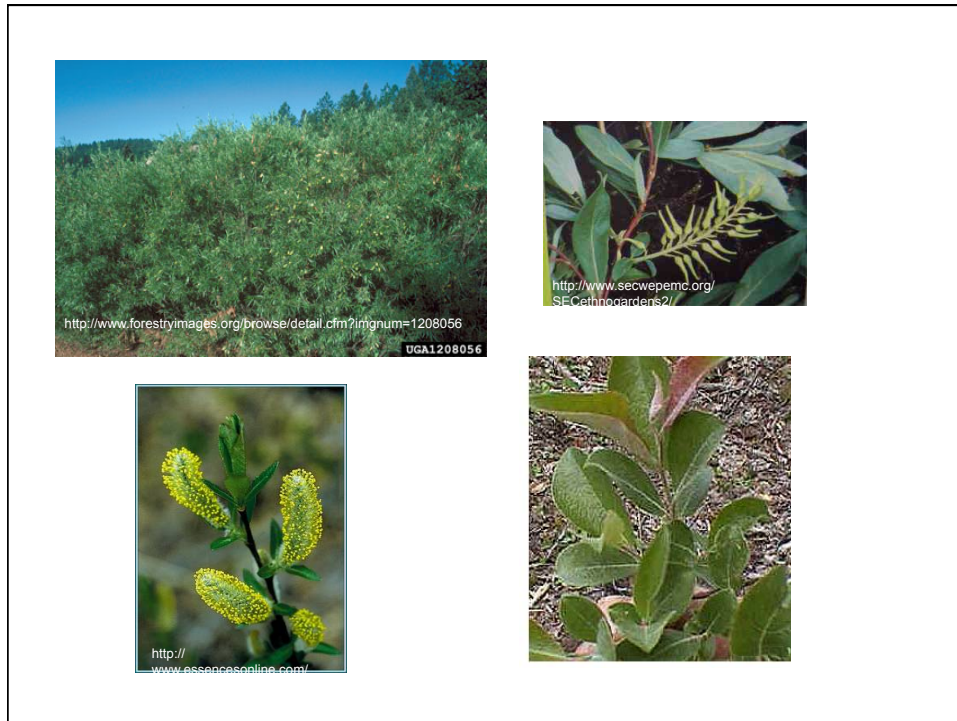 http://www.forestryimages.org/browse/detail.cfm?imgnum=1208056
UGA1208056
http://www.secwepemc.org/
SECethnogardens2/
http://
www.essencesonline.com/